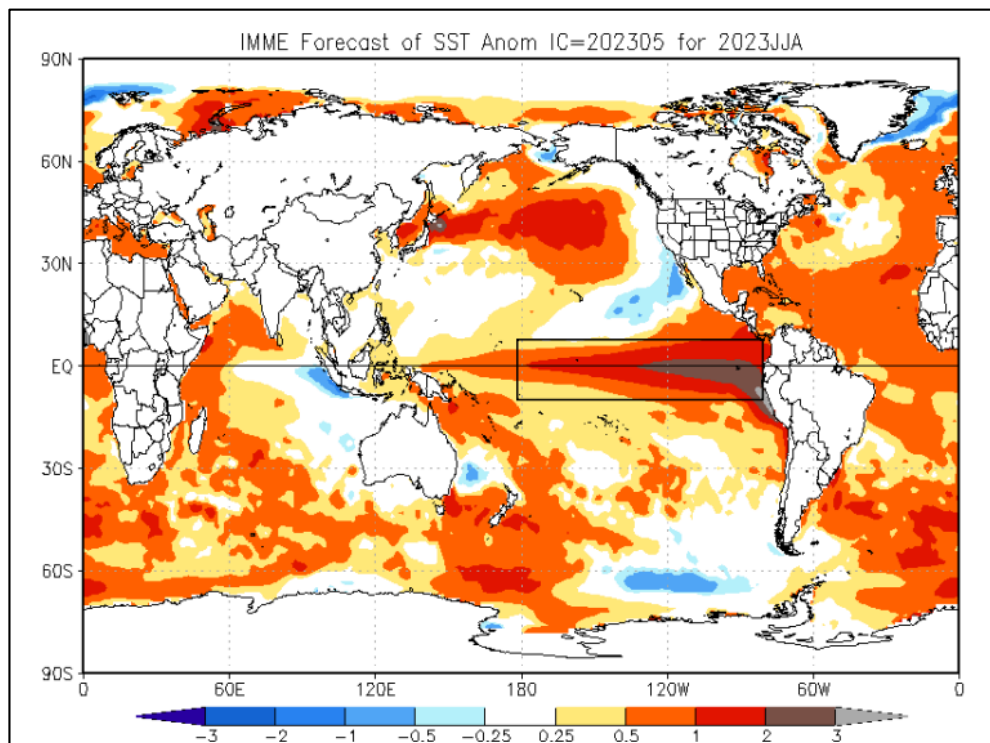 IMME Forecast of SST Anom IC=202305 for 2023JJA
90N
60N
30N
EQ
30S
60S
90S
0 60E 120E 180 120W 60W 0
-3 -2 -1 -0.5 -0.25 0.25 0.5 1 2 3